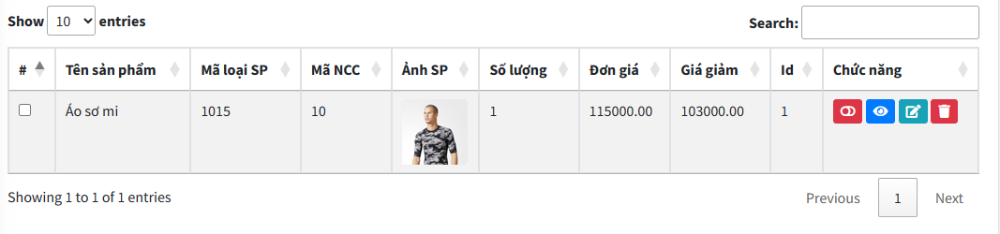 Show 10 entries
Search:
# Tên sản phẩm Mã loại SP Mã NCC Ảnh SP Số lượng Đơn giá Giá giảm Id Chức năng
Áo sơ mi 1015 10 1 115000.00 103000.00 1
Showing 1 to 1 of 1 entries
Previous 1 Next